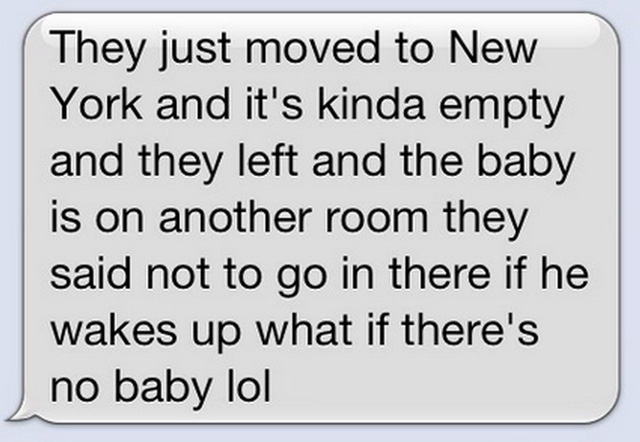 They just moved to New
York and it's kinda empty
and they left and the baby
is on another room they
said not to go in there if he
wakes up what if there's
no baby lol